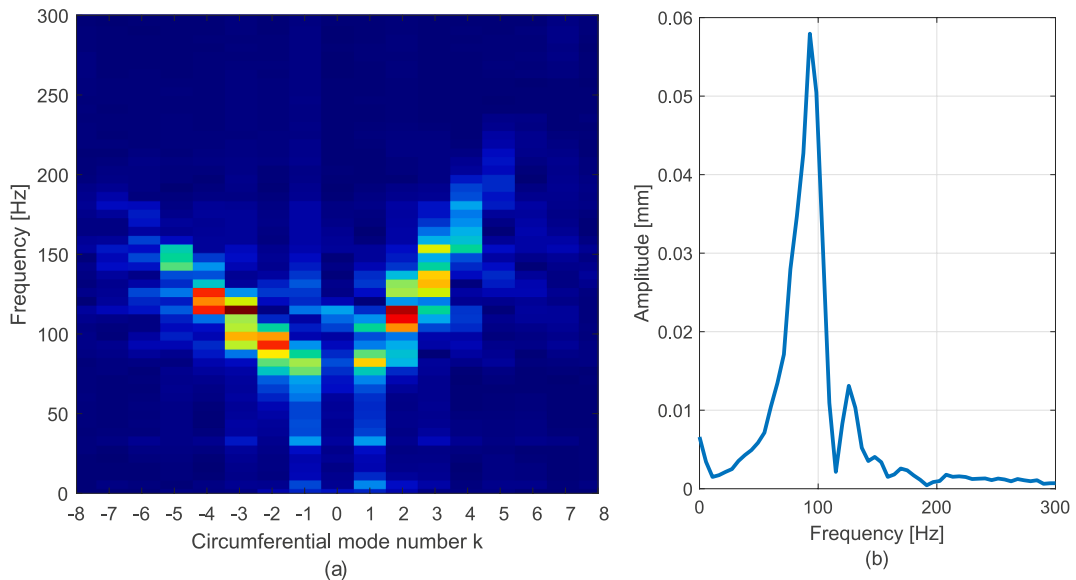 300
250
200
150
100
50
0
Frequency [Hz]
-8 -7 -6 -5 -4 -3 -2 -1 0 1 2 3 4 5 6 7 8
Circumferential mode number k
(a)
0.06
0.05
0.04
0.03
0.02
0.01
0
Amplitude [mm]
0 100 200 300
Frequency [Hz]
(b)